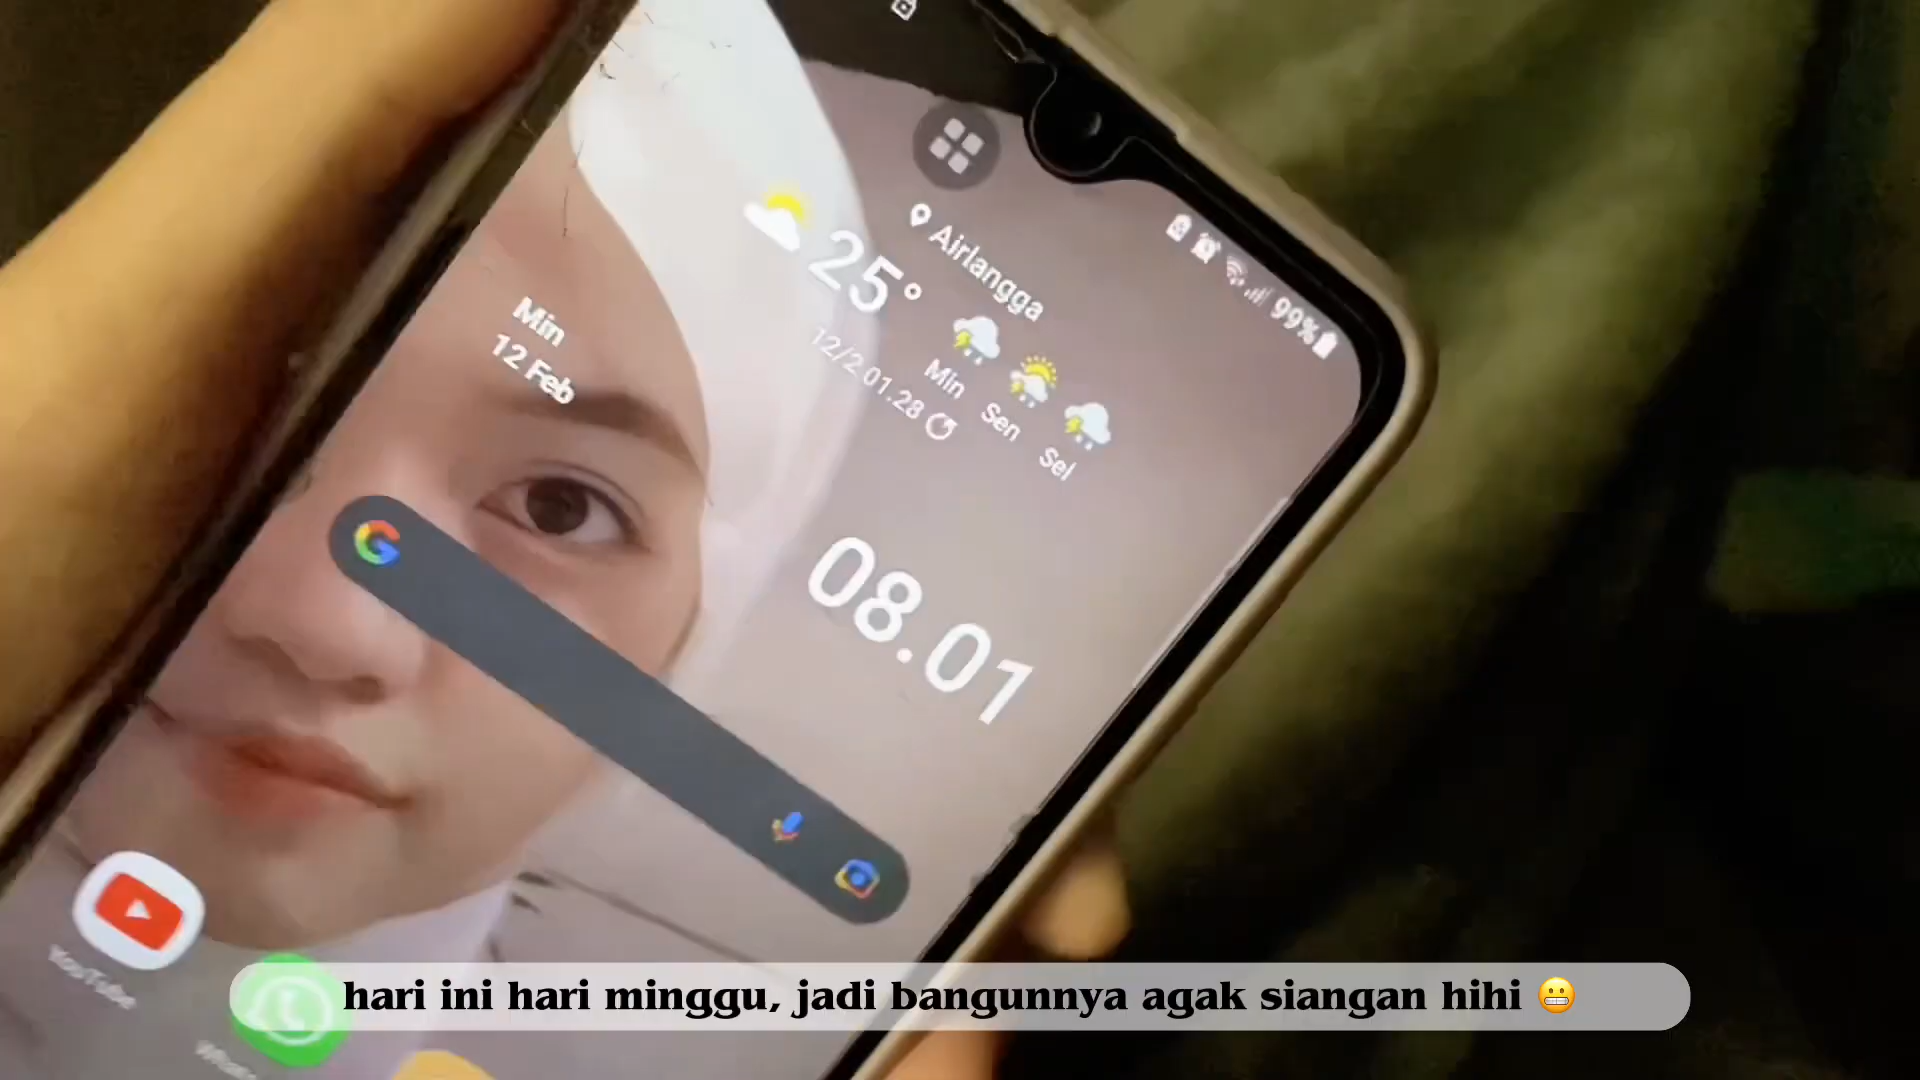 99%
Airlangga
25°
12/2 01.28
Min
Sen
Sel
Min
12 Feb
08.01
YouTube
hari ini hari minggu, jadi bangunnya agak siangan hihi 😬